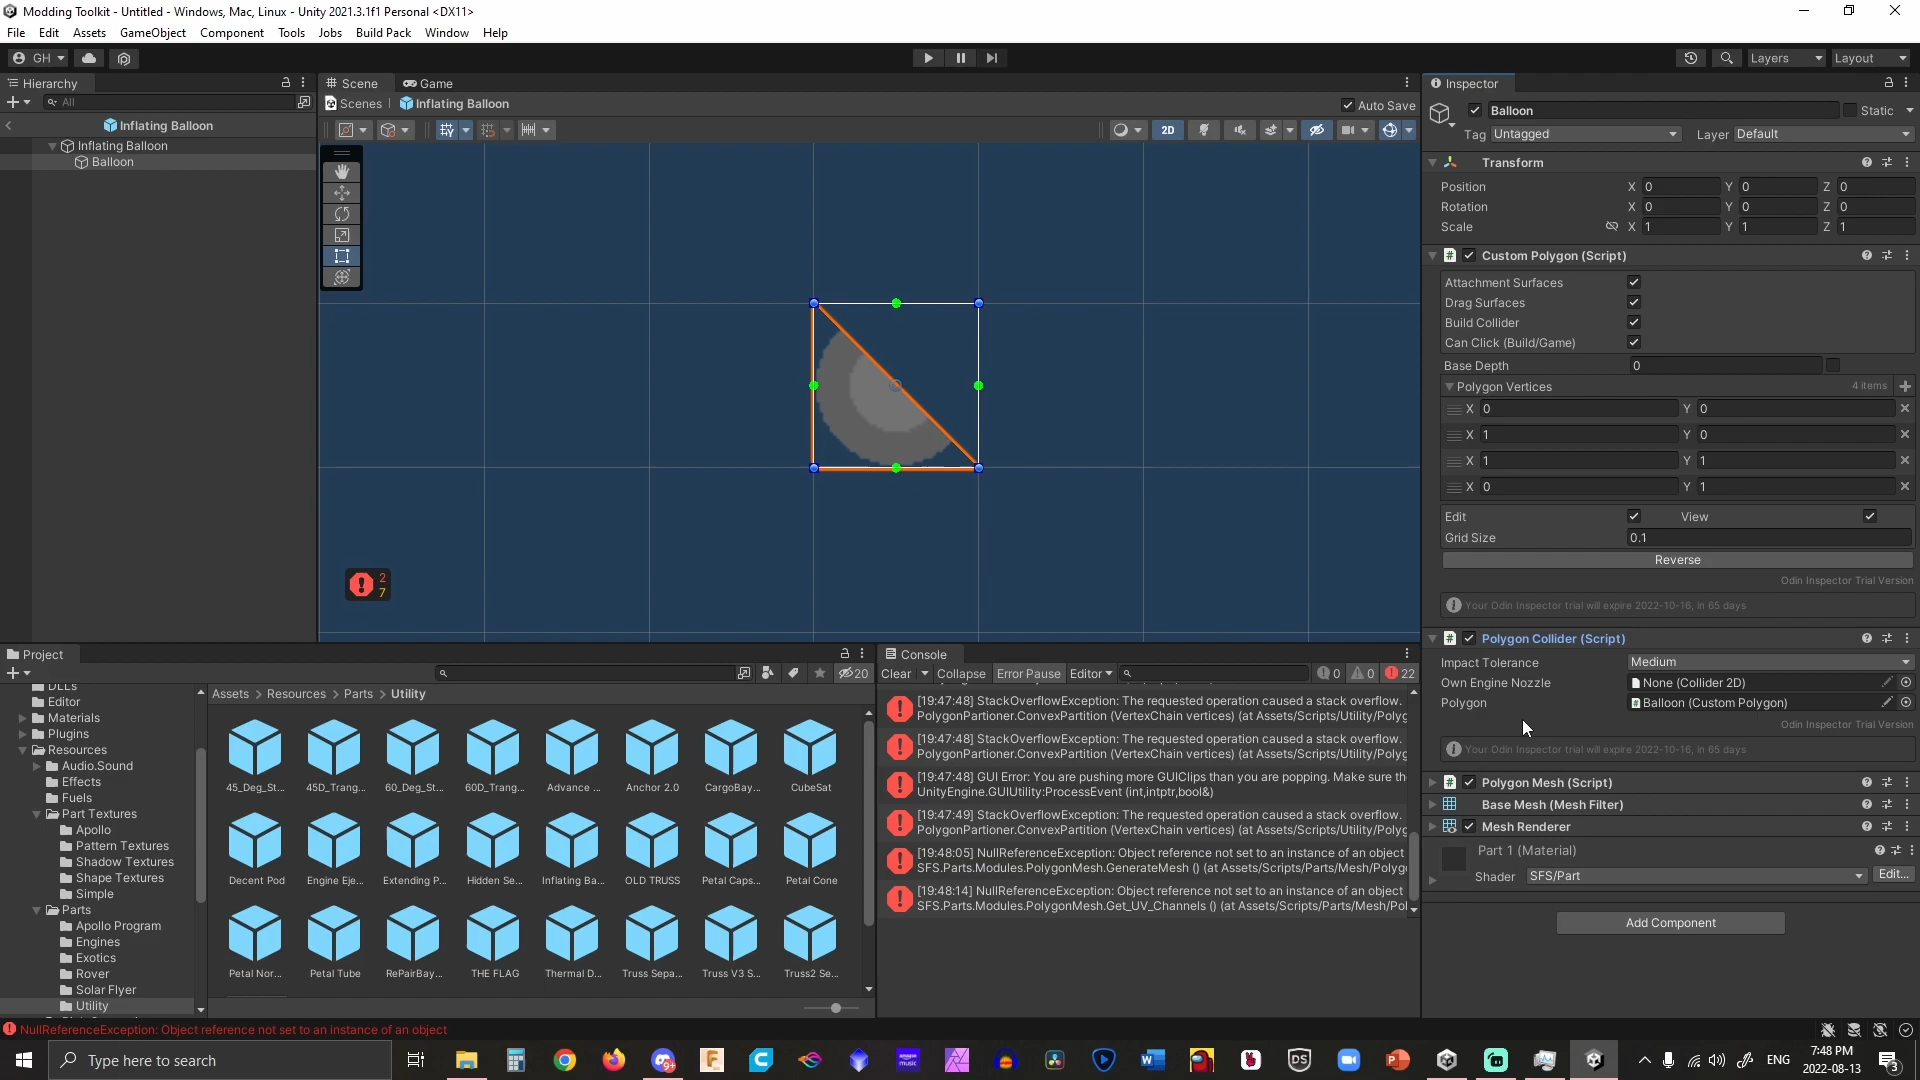 Modding Toolkit - Untitled - Windows, Mac, Linux - Unity 2021.3.1f1 Personal <DX11>
File Edit Assets GameObject Component Tools Jobs Build Pack Window Help
GH
Layers
Layout
Hierarchy
All
Inflating Balloon
Inflating Balloon
Balloon
Scene
Game
Scenes
Inflating Balloon
Auto Save
2D
2
7
Inspector
Balloon
Static
Tag Untagged
Layer Default
Transform
Position X 0 Y 0 Z 0
Rotation X 0 Y 0 Z 0
Scale X 1 Y 1 Z 1
Custom Polygon (Script)
Attachment Surfaces
Drag Surfaces
Build Collider
Can Click (Build/Game)
Base Depth 0
Polygon Vertices 4 items
X 0 Y 0
X 1 Y 0
X 1 Y 1
X 0 Y 1
Edit View
Grid Size 0.1
Reverse
Odin Inspector Trial Version
Your Odin Inspector trial will expire 2022-10-16, in 65 days
Polygon Collider (Script)
Impact Tolerance Medium
Own Engine Nozzle None (Collider 2D)
Polygon Balloon (Custom Polygon)
Odin Inspector Trial Version
Your Odin Inspector trial will expire 2022-10-16, in 65 days
Polygon Mesh (Script)
Base Mesh (Mesh Filter)
Mesh Renderer
Part 1 (Material)
Shader SFS/Part Edit...
Add Component
Project
20
DLLs
Editor
Materials
Plugins
Resources
Audio.Sound
Effects
Fuels
Part Textures
Apollo
Pattern Textures
Shadow Textures
Shape Textures
Simple
Parts
Apollo Program
Engines
Exotics
Rover
Solar Flyer
Utility
Assets > Resources > Parts > Utility
45_Deg_St... 45D_Trang... 60_Deg_St... 60D_Trang... Advance ... Anchor 2.0 CargoBay... CubeSat
Decent Pod Engine Eje... Extending P... Hidden Se... Inflating Ba... OLD TRUSS Petal Caps... Petal Cone
Petal Nor... Petal Tube RePairBay... THE FLAG Thermal D... Truss Sepa... Truss V3 S... Truss2 Se...
Console
Clear Collapse Error Pause Editor 0 0 22
[19:47:48] StackOverflowException: The requested operation caused a stack overflow.
PolygonPartioner.ConvexPartition (VertexChain vertices) (at Assets/Scripts/Utility/Polyg
[19:47:48] StackOverflowException: The requested operation caused a stack overflow.
PolygonPartioner.ConvexPartition (VertexChain vertices) (at Assets/Scripts/Utility/Polyg
[19:47:48] GUI Error: You are pushing more GUIClips than you are popping. Make sure the
UnityEngine.GUIUtility:ProcessEvent (int,intptr,bool&)
[19:47:49] StackOverflowException: The requested operation caused a stack overflow.
PolygonPartioner.ConvexPartition (VertexChain vertices) (at Assets/Scripts/Utility/Polyg
[19:48:05] NullReferenceException: Object reference not set to an instance of an object
SFS.Parts.Modules.PolygonMesh.GenerateMesh () (at Assets/Scripts/Parts/Mesh/Polyg
[19:48:14] NullReferenceException: Object reference not set to an instance of an object
SFS.Parts.Modules.PolygonMesh.Get_UV_Channels () (at Assets/Scripts/Parts/Mesh/Pol
NullReferenceException: Object reference not set to an instance of an object
Type here to search
9+
DS
ENG
7:48 PM
2022-08-13
3